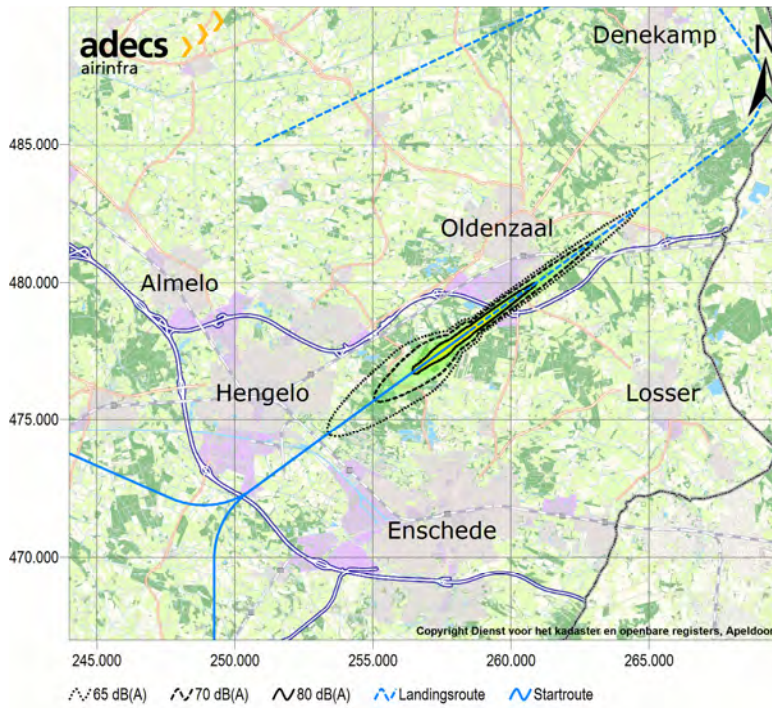 adecs
airinfra
Denekamp
N
485.000
Oldenzaal
480.000
Almelo
Hengelo
Losser
475.000
Enschede
470.000
Copyright Dienst voor het kadaster en openbare registers, Apeldoor
245.000 250.000 255.000 260.000 265.000
65 dB(A) 70 dB(A) 80 dB(A) Landingsroute Startroute